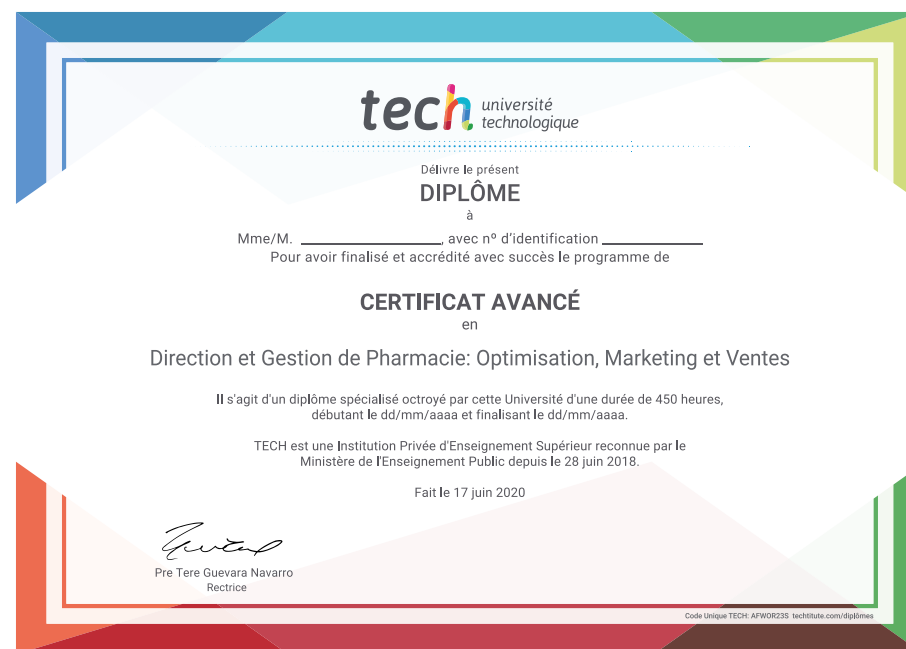 tech université
technologique
Délivre le présent
DIPLÔME
à
Mme/M. ____________________, avec nº d'identification ______________
Pour avoir finalisé et accrédité avec succès le programme de
CERTIFICAT AVANCÉ
en
Direction et Gestion de Pharmacie: Optimisation, Marketing et Ventes
Il s'agit d'un diplôme spécialisé octroyé par cette Université d'une durée de 450 heures,
débutant le dd/mm/aaaa et finalisant le dd/mm/aaaa.
TECH est une Institution Privée d'Enseignement Supérieur reconnue par le
Ministère de l'Enseignement Public depuis le 28 juin 2018.
Fait le 17 juin 2020
Pre Tere Guevara Navarro
Rectrice
Code Unique TECH: AFWOR235 techtitute.com/diplômes